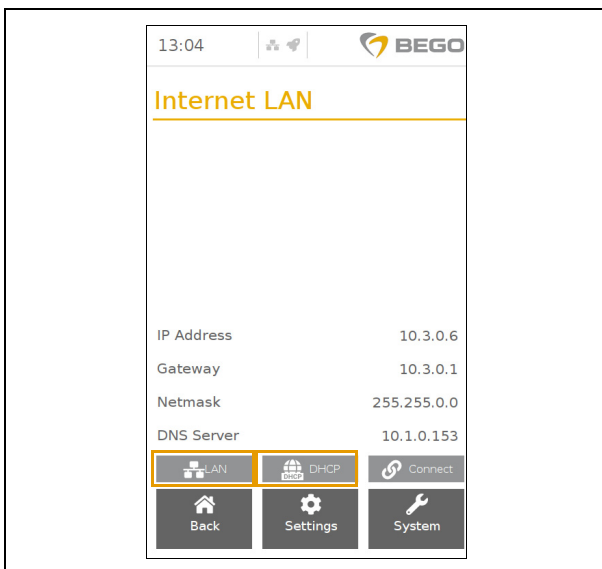 13:04 BEGO
Internet LAN
IP Address 10.3.0.6
Gateway 10.3.0.1
Netmask 255.255.0.0
DNS Server 10.1.0.153
LAN DHCP DHCP Connect
Back Settings System